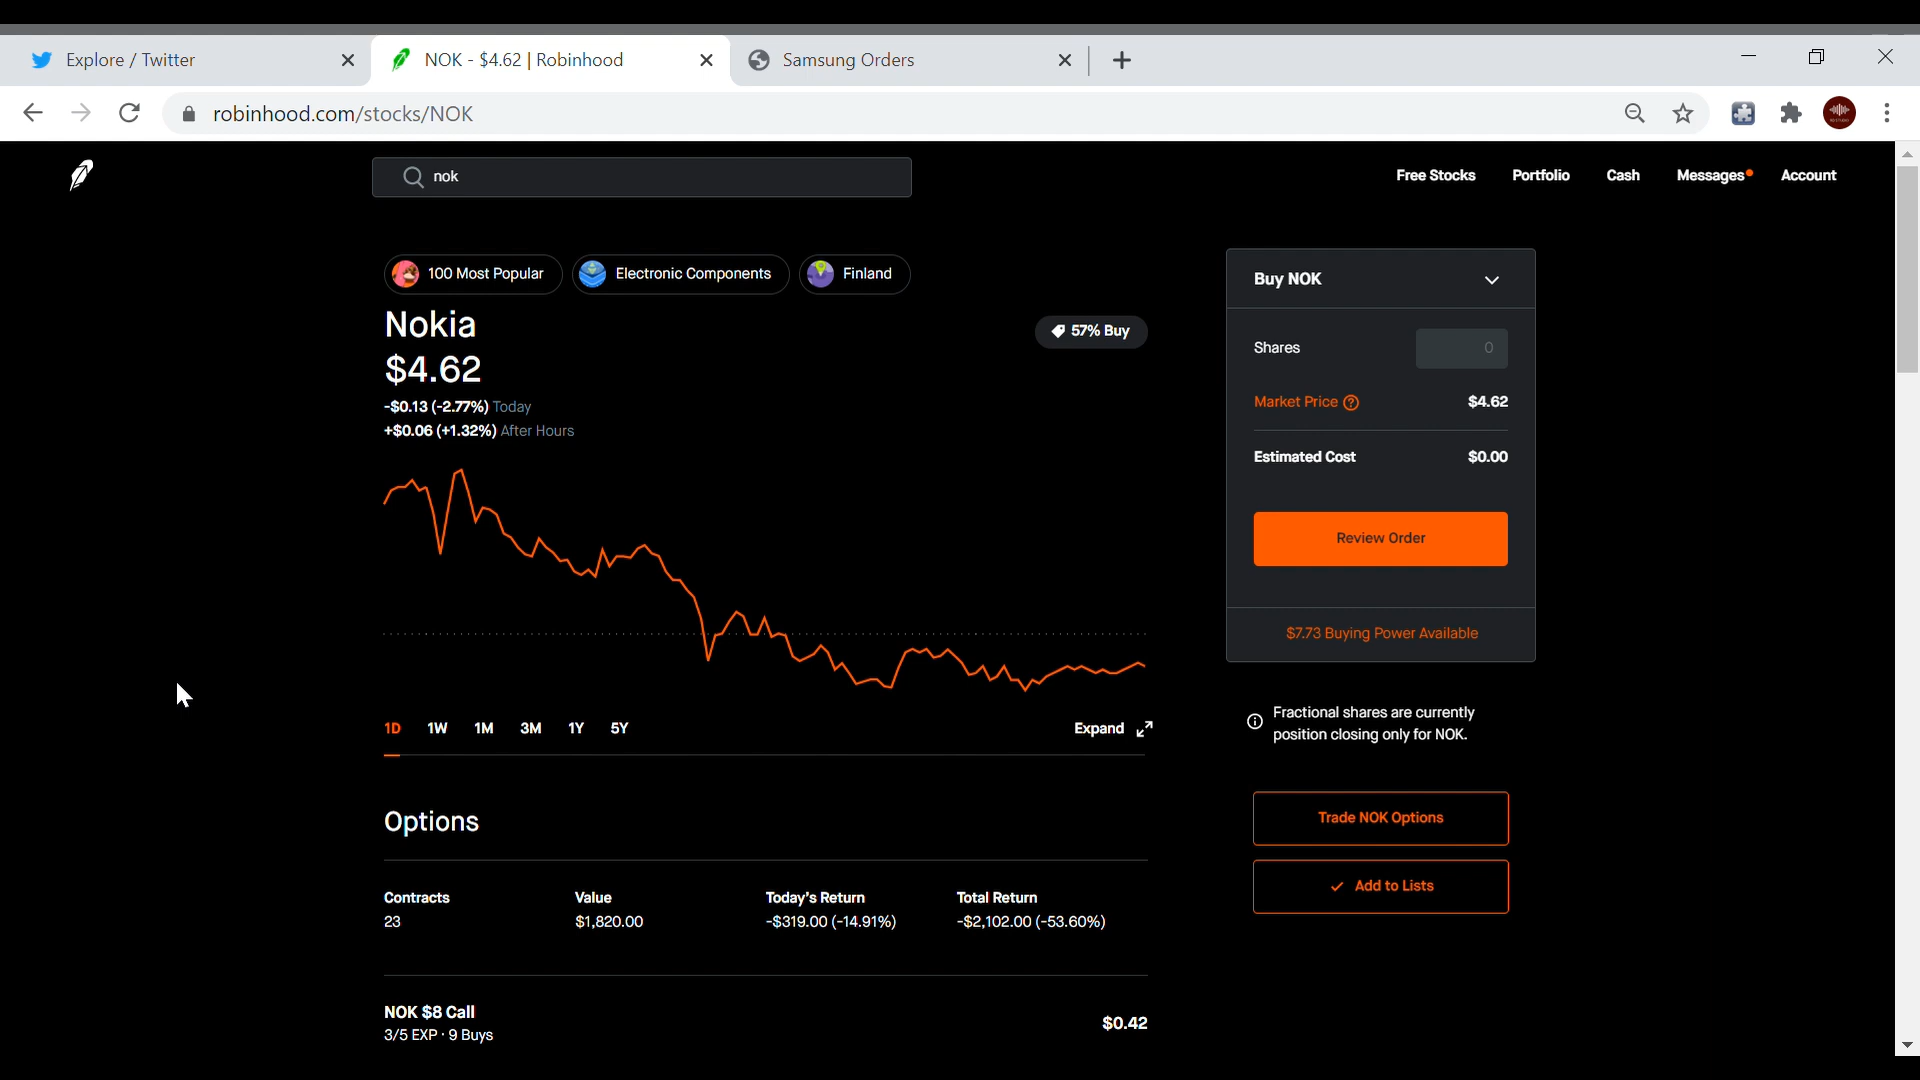 Explore / Twitter
NOK - $4.62 | Robinhood
Samsung Orders
robinhood.com/stocks/NOK
nok
Free Stocks
Portfolio
Cash
Messages
Account
100 Most Popular
Electronic Components
Finland
Nokia
$4.62
57% Buy
-$0.13 (-2.77%) Today
+$0.06 (+1.32%) After Hours
1D
1W
1M
3M
1Y
5Y
Expand
Options
Contracts
23
Value
$1,820.00
Today's Return
-$319.00 (-14.91%)
Total Return
-$2,102.00 (-53.60%)
NOK $8 Call
3/5 EXP · 9 Buys
$0.42
Buy NOK
Shares
0
Market Price
$4.62
Estimated Cost
$0.00
Review Order
$7.73 Buying Power Available
Fractional shares are currently
position closing only for NOK.
Trade NOK Options
Add to Lists